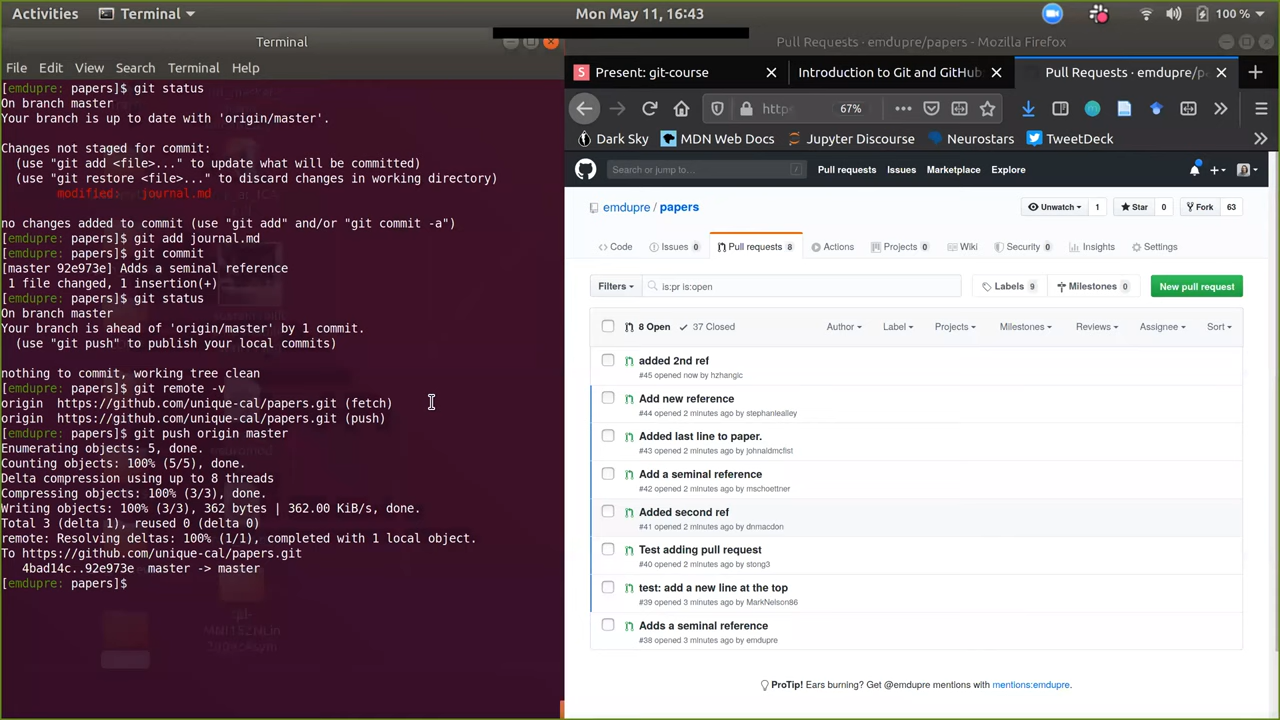 Activities
Terminal
Mon May 11, 16:43
100 %
Terminal
File Edit View Search Terminal Help
[emdupre: papers]$ git status
On branch master
Your branch is up to date with 'origin/master'.
Changes not staged for commit:
(use "git add <file>..." to update what will be committed)
(use "git restore <file>..." to discard changes in working directory)
modified: journal.md
no changes added to commit (use "git add" and/or "git commit -a")
[emdupre: papers]$ git add journal.md
[emdupre: papers]$ git commit
[master 92e973e] Adds a seminal reference
1 file changed, 1 insertion(+)
[emdupre: papers]$ git status
On branch master
Your branch is ahead of 'origin/master' by 1 commit.
(use "git push" to publish your local commits)
nothing to commit, working tree clean
[emdupre: papers]$ git remote -v
origin https://github.com/unique-cal/papers.git (fetch)
origin https://github.com/unique-cal/papers.git (push)
[emdupre: papers]$ git push origin master
Enumerating objects: 5, done.
Counting objects: 100% (5/5), done.
Delta compression using up to 8 threads
Compressing objects: 100% (3/3), done.
Writing objects: 100% (3/3), 362 bytes | 362.00 KiB/s, done.
Total 3 (delta 1), reused 0 (delta 0)
remote: Resolving deltas: 100% (1/1), completed with 1 local object.
To https://github.com/unique-cal/papers.git
4bad14c..92e973e master -> master
[emdupre: papers]$
Pull Requests · emdupre/papers - Mozilla Firefox
S Present: git-course
Introduction to Git and GitHub
Pull Requests · emdupre/p
https
67%
Dark Sky
MDN Web Docs
Jupyter Discourse
Neurostars
TweetDeck
Search or jump to...
/
Pull requests Issues Marketplace Explore
emdupre / papers
Unwatch 1
Star 0
Fork 63
Code
Issues 0
Pull requests 8
Actions
Projects 0
Wiki
Security 0
Insights
Settings
Filters
is:pr is:open
Labels 9
Milestones 0
New pull request
8 Open 37 Closed
Author Label Projects Milestones Reviews Assignee Sort
added 2nd ref
#45 opened now by hzhangic
Add new reference
#44 opened 2 minutes ago by stephaniealley
Added last line to paper.
#43 opened 2 minutes ago by johnaldmcfist
Add a seminal reference
#42 opened 2 minutes ago by mschoettner
Added second ref
#41 opened 2 minutes ago by dnmacdon
Test adding pull request
#40 opened 2 minutes ago by stong3
test: add a new line at the top
#39 opened 3 minutes ago by MarkNelson86
Adds a seminal reference
#38 opened 3 minutes ago by emdupre
ProTip! Ears burning? Get @emdupre mentions with mentions:emdupre.